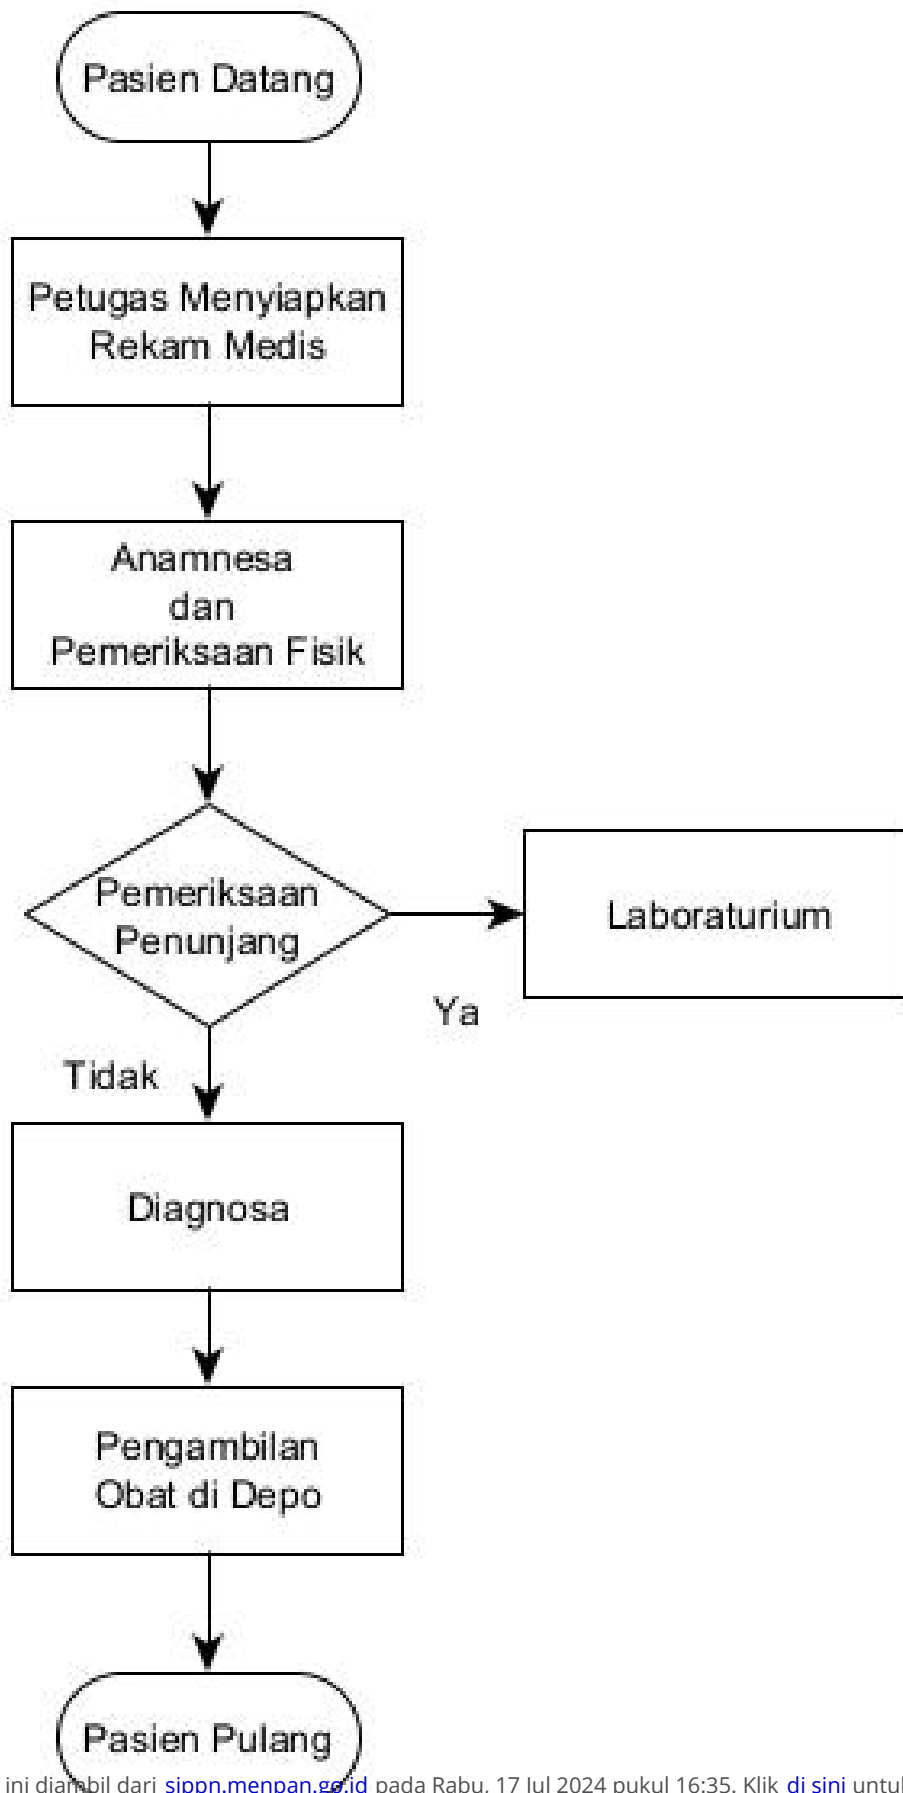 Pasien Datang
Petugas Menyiapkan
Rekam Medis
Anamnesa
dan
Pemeriksaan Fisik
Pemeriksaan
Penunjang
Laboraturium
Ya
Tidak
Diagnosa
Pengambilan
Obat di Depo
Pasien Pulang
ini diambil dari sippn.menpan.go.id pada Rabu, 17 Jul 2024 pukul 16:35. Klik di sini untuk